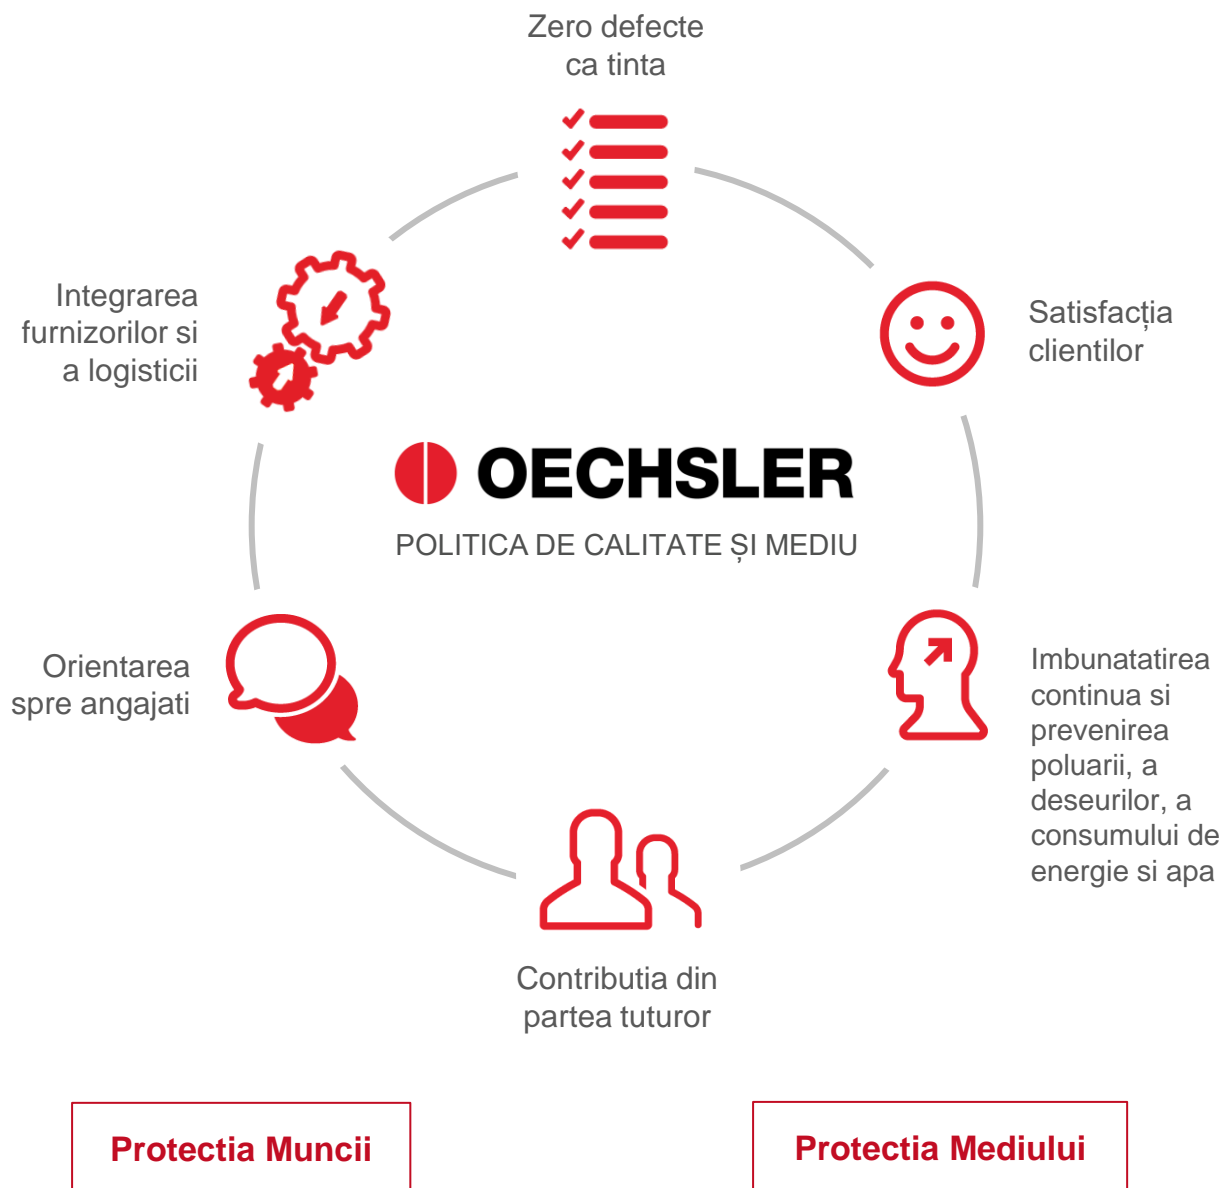 Zero defecte
ca tinta
Integrarea
furnizorilor si
a logisticii
Satisfacția
clientilor
OECHSLER
POLITICA DE CALITATE ȘI MEDIU
Orientarea
spre angajati
Imbunatatirea
continua si
prevenirea
poluarii, a
deseurilor, a
consumului de
energie si apa
Contributia din
partea tuturor
Protectia Muncii
Protectia Mediului